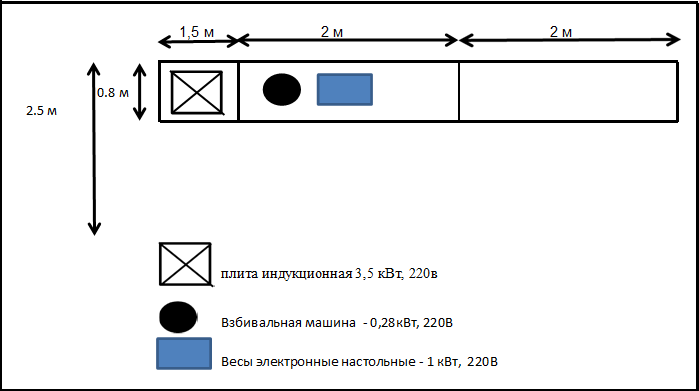 1,5 м 2 м 2 м
0.8 м
2.5 м
плита индукционная 3,5 кВт, 220в
Взбивальная машина - 0,28кВт, 220В
Весы электронные настольные - 1 кВт, 220В